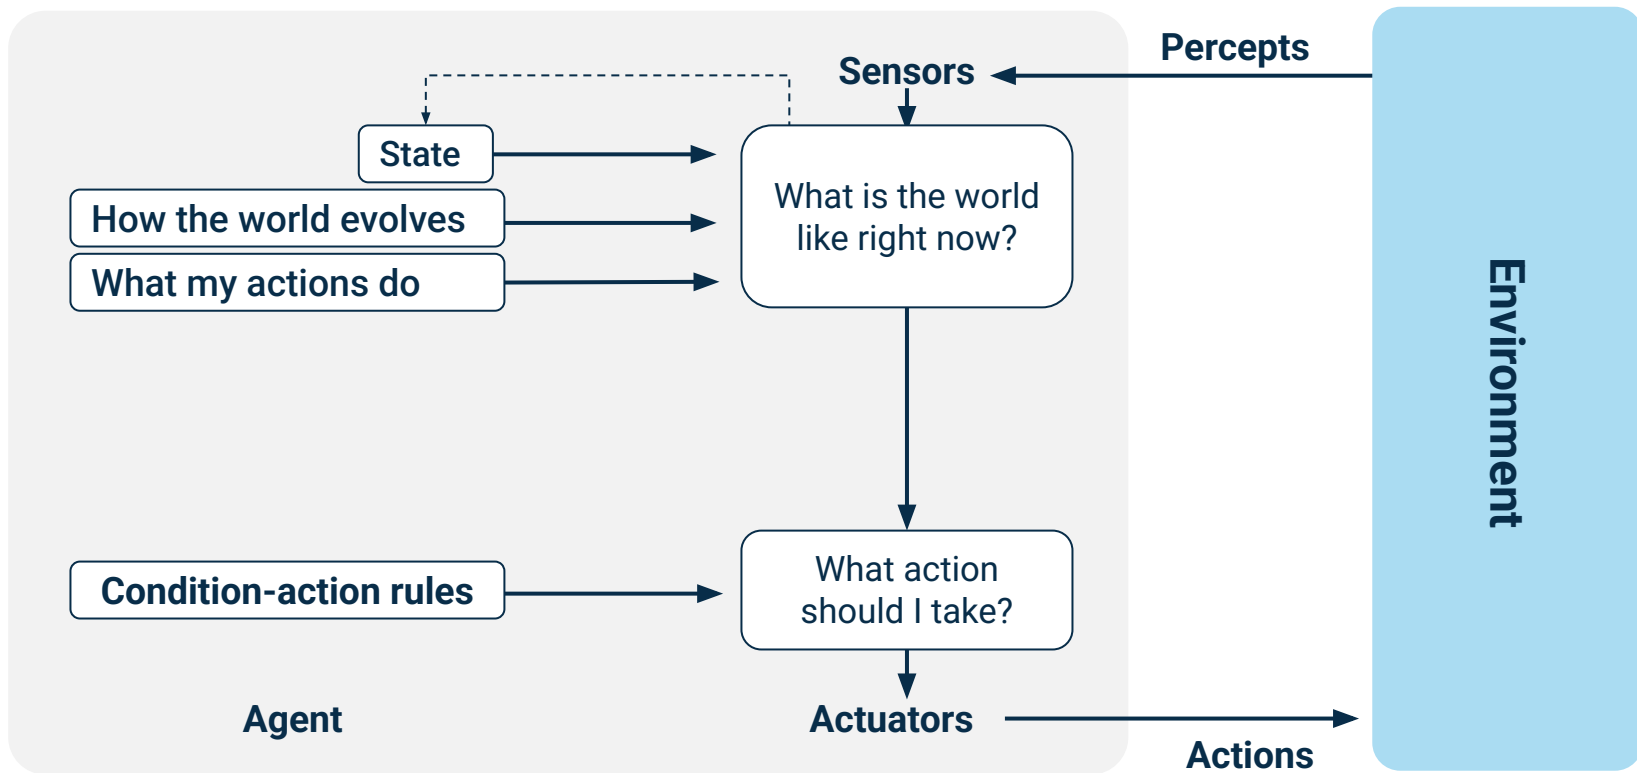 Percepts
Sensors
State
How the world evolves
What my actions do
What is the world
like right now?
Environment
Condition-action rules
What action
should I take?
Agent
Actuators
Actions